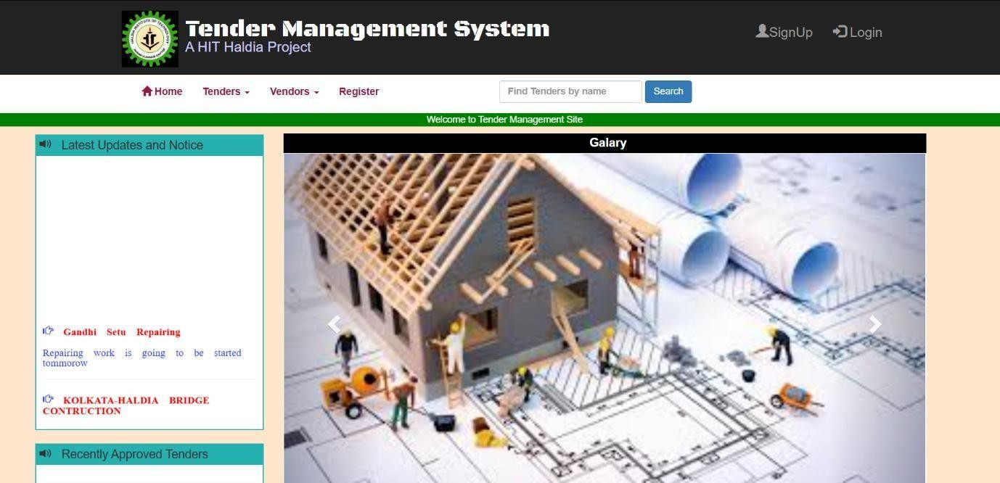 Tender Management System
A HIT Haldia Project
SignUp
Login
Home
Tenders
Vendors
Register
Find Tenders by name
Search
Welcome to Tender Management Site
Latest Updates and Notice
Galary
Gandhi Setu Repairing
Repairing work is going to be started
tommorow
KOLKATA-HALDIA BRIDGE
CONTRUCTION
Recently Approved Tenders